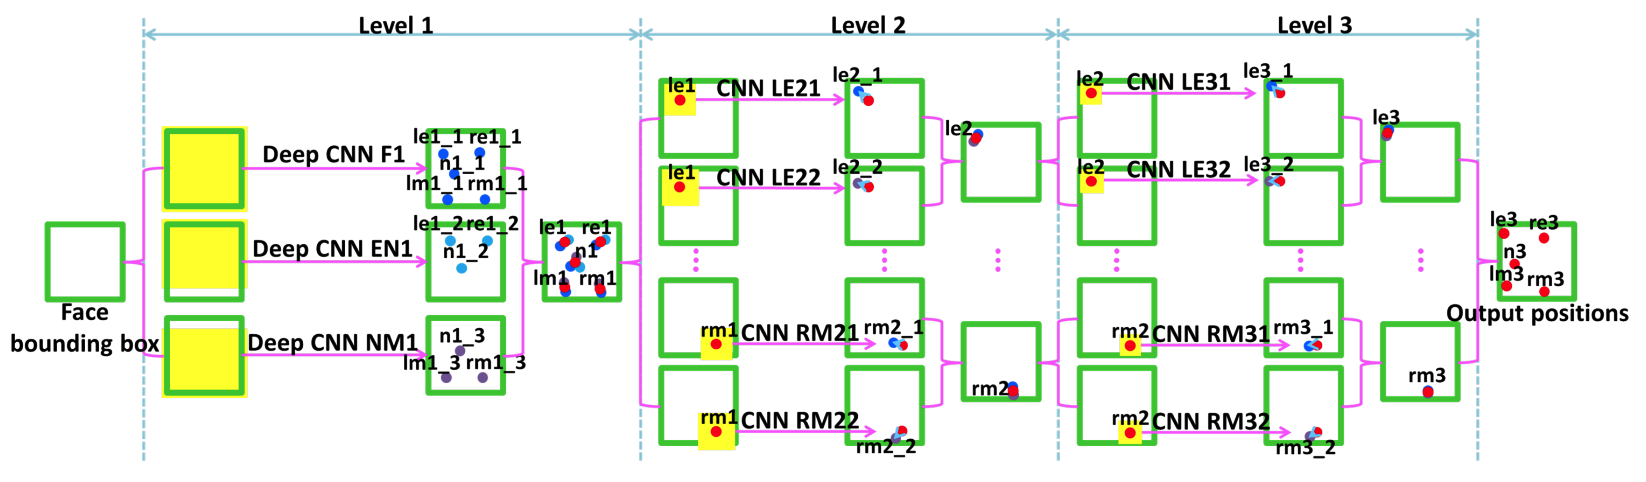 Level 1
Level 2
Level 3
Face
bounding box
Deep CNN F1
Deep CNN EN1
Deep CNN NM1
le1_1 re1_1
n1_1
lm1_1 rm1_1
le1_2 re1_2
n1_2
n1_3
lm1_3 rm1_3
le1 re1
n1
lm1 rm1
le1
CNN LE21
le2_1
le1
CNN LE22
le2_2
le2
rm1
CNN RM21
rm2_1
rm1
CNN RM22
rm2_2
rm2
le2
CNN LE31
le3_1
le2
CNN LE32
le3_2
le3
rm2
CNN RM31
rm3_1
rm2
CNN RM32
rm3_2
rm3
le3 re3
n3
lm3 rm3
Output positions